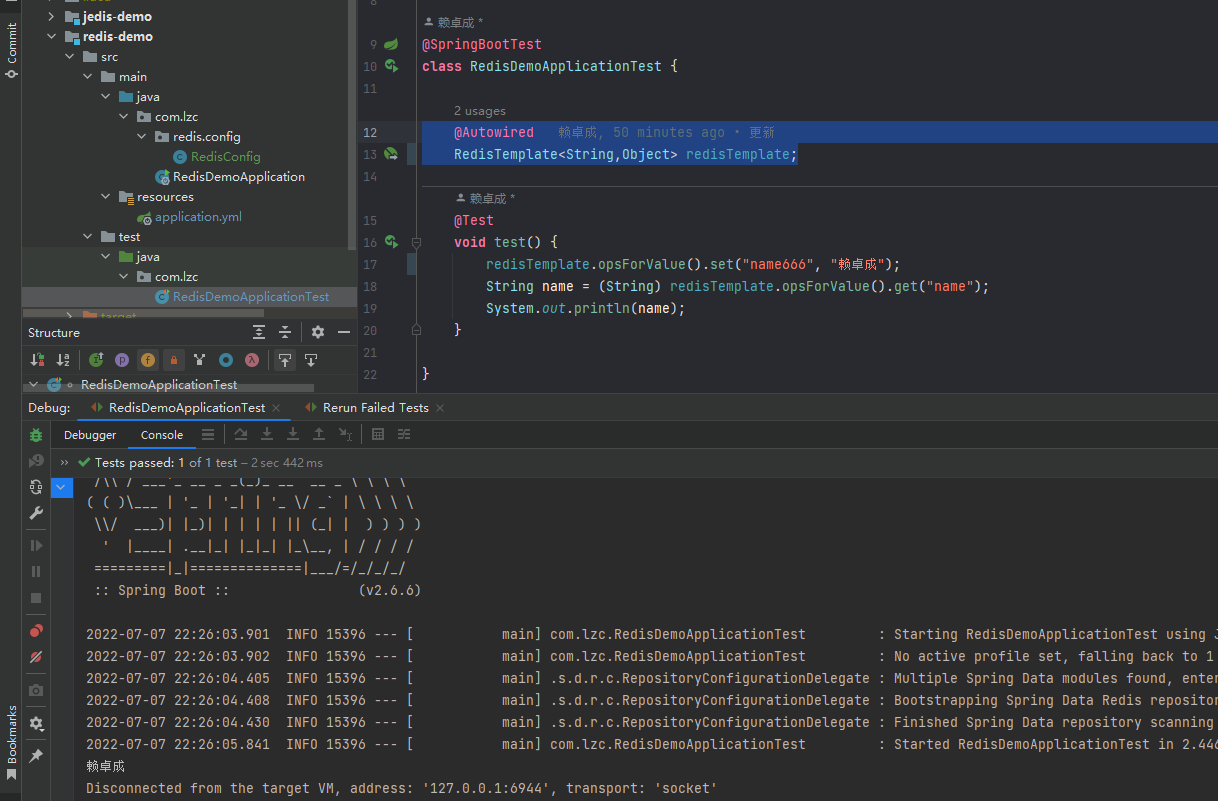 Commit
jedis-demo
redis-demo
src
main
java
com.lzc
redis.config
RedisConfig
RedisDemoApplication
resources
application.yml
test
java
com.lzc
RedisDemoApplicationTest
target
Structure
RedisDemoApplicationTest
8
赖卓成 *
9 @SpringBootTest
10 class RedisDemoApplicationTest {
11
2 usages
12 @Autowired 赖卓成, 50 minutes ago • 更新
13 RedisTemplate<String,Object> redisTemplate;
14
赖卓成 *
15 @Test
16 void test() {
17 redisTemplate.opsForValue().set("name666", "赖卓成");
18 String name = (String) redisTemplate.opsForValue().get("name");
19 System.out.println(name);
20 }
21
22 }
Debug: RedisDemoApplicationTest × Rerun Failed Tests ×
Debugger Console
» Tests passed: 1 of 1 test – 2 sec 442 ms
/\\ / ___'_ __ _ _(_)_ __  __ _ \ \ \ \
( ( )\___ | '_ | '_| | '_ \/ _` | \ \ \ \
\\/  ___)| |_)| | | | | || (_| |  ) ) ) )
'  |____| .__|_| |_|_| |_\__, | / / / /
=========|_|==============|___/=/_/_/_/
:: Spring Boot :: (v2.6.6)
2022-07-07 22:26:03.901 INFO 15396 --- [ main] com.lzc.RedisDemoApplicationTest : Starting RedisDemoApplicationTest using J
2022-07-07 22:26:03.902 INFO 15396 --- [ main] com.lzc.RedisDemoApplicationTest : No active profile set, falling back to 1
2022-07-07 22:26:04.405 INFO 15396 --- [ main] .s.d.r.c.RepositoryConfigurationDelegate : Multiple Spring Data modules found, enter
2022-07-07 22:26:04.408 INFO 15396 --- [ main] .s.d.r.c.RepositoryConfigurationDelegate : Bootstrapping Spring Data Redis repositor
2022-07-07 22:26:04.430 INFO 15396 --- [ main] .s.d.r.c.RepositoryConfigurationDelegate : Finished Spring Data repository scanning
2022-07-07 22:26:05.841 INFO 15396 --- [ main] com.lzc.RedisDemoApplicationTest : Started RedisDemoApplicationTest in 2.446
赖卓成
Disconnected from the target VM, address: '127.0.0.1:6944', transport: 'socket'
Bookmarks